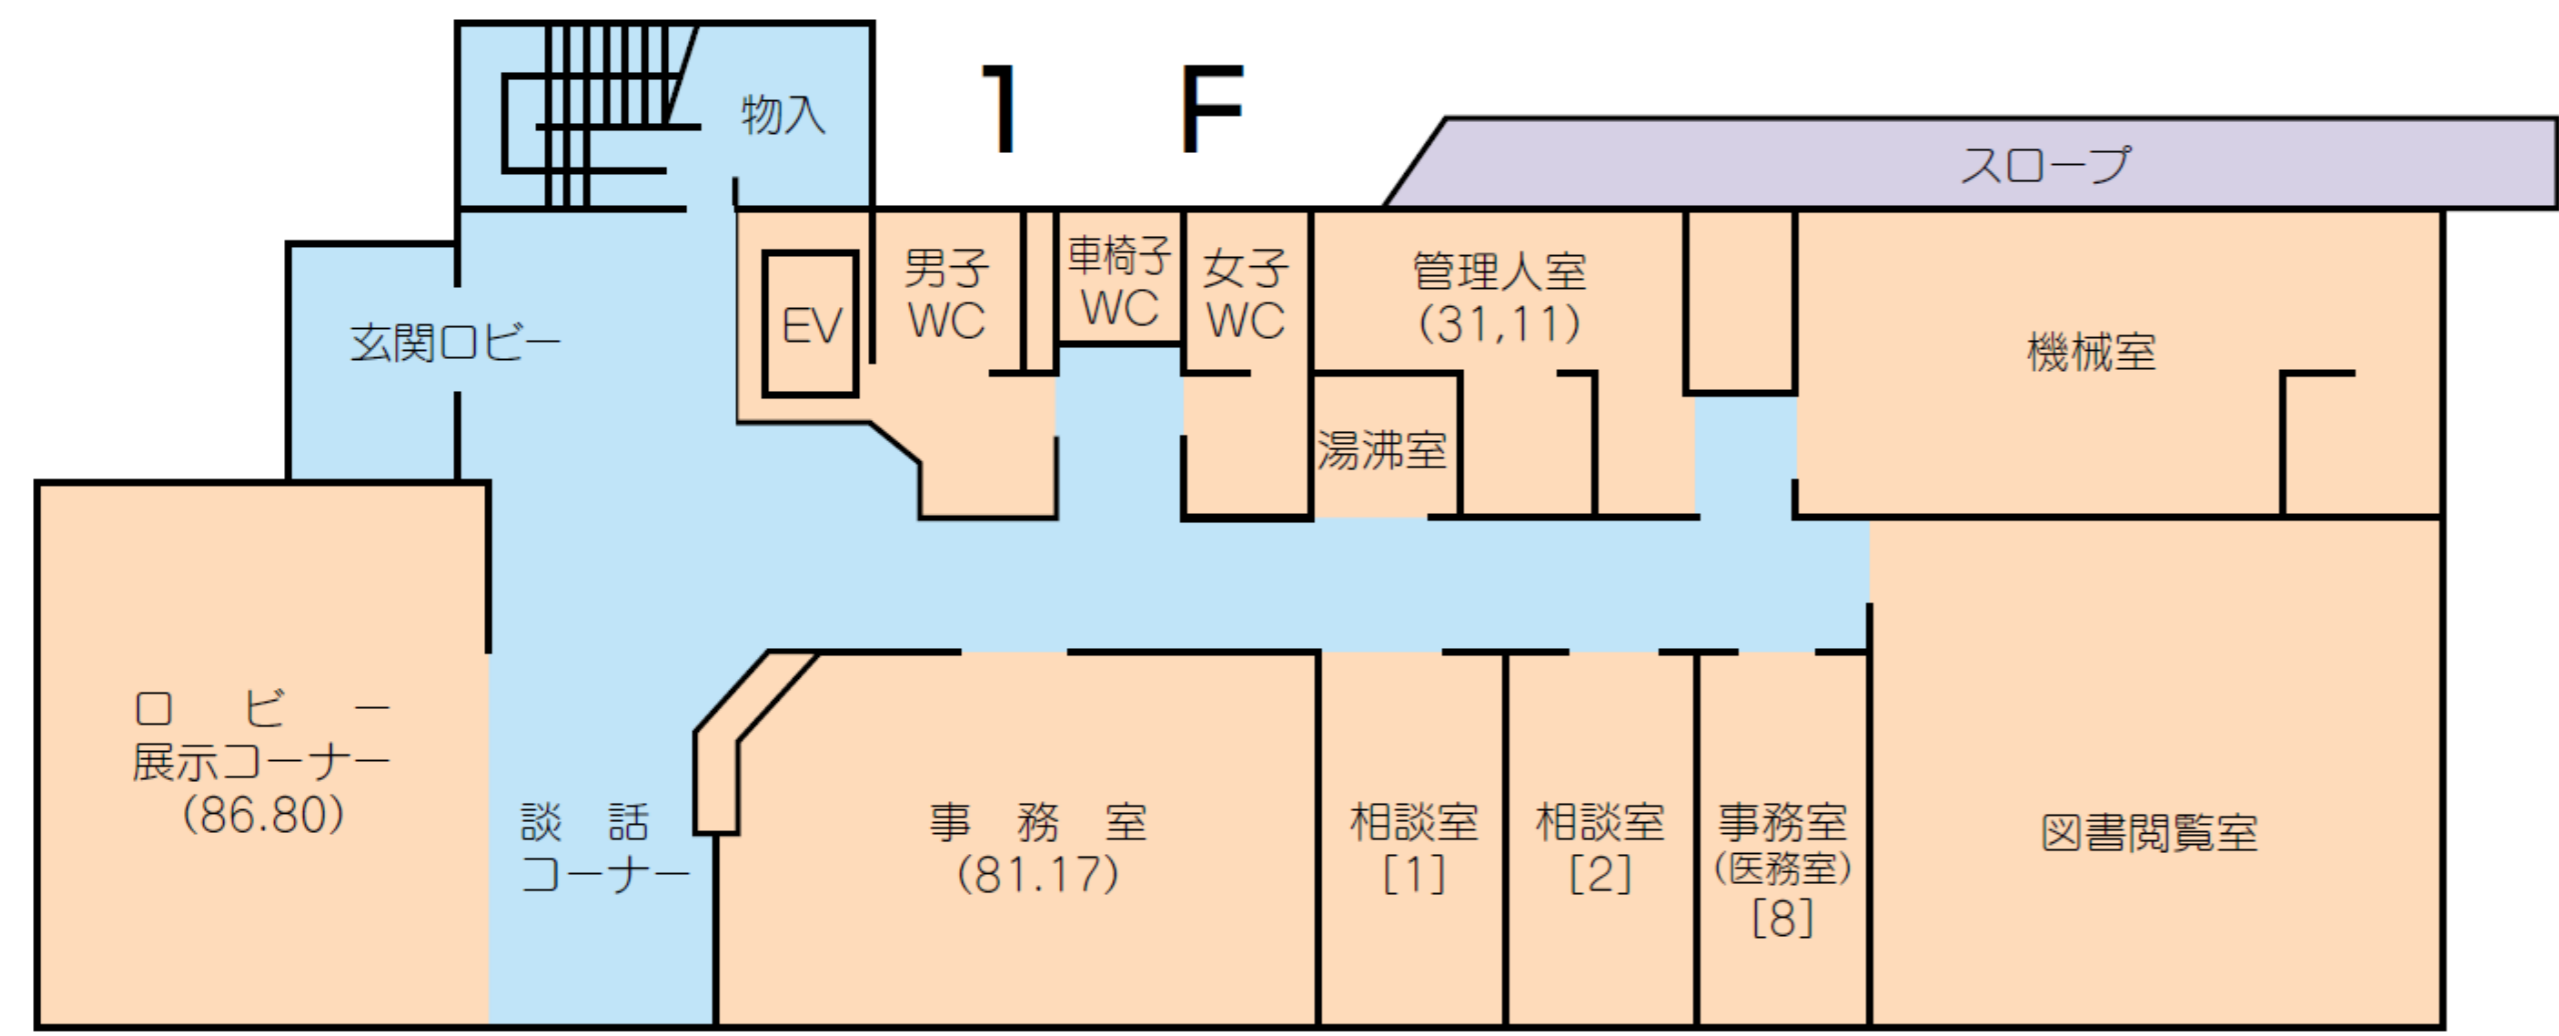 1 F
物入
スロープ
男子
WC
車椅子
WC
女子
WC
管理人室
(31,11)
EV
玄関ロビー
機械室
湯沸室
ロビー
展示コーナー
(86.80)
談話
コーナー
事務室
(81.17)
相談室
[1]
相談室
[2]
事務室
(医務室)
[8]
図書閲覧室